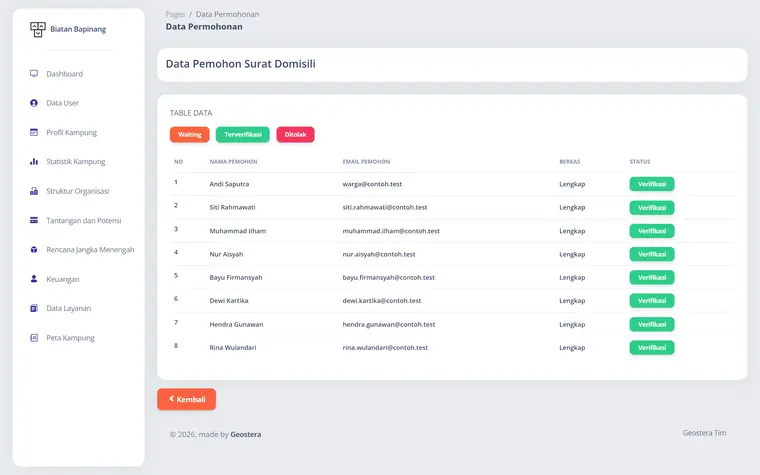 Biatan Bapinang
Dashboard
Data User
Profil Kampung
Statistik Kampung
Struktur Organisasi
Tantangan dan Potensi
Rencana Jangka Menengah
Keuangan
Data Layanan
Peta Kampung
Pages / Data Permohonan
Data Permohonan
Data Pemohon Surat Domisili
TABLE DATA
Waiting Terverifikasi Ditolak
NO NAMA PEMOHON EMAIL PEMOHON BERKAS STATUS
1 Andi Saputra warga@contoh.test Lengkap Verifikasi
2 Siti Rahmawati siti.rahmawati@contoh.test Lengkap Verifikasi
3 Muhammad Ilham muhammad.ilham@contoh.test Lengkap Verifikasi
4 Nur Aisyah nur.aisyah@contoh.test Lengkap Verifikasi
5 Bayu Firmansyah bayu.firmansyah@contoh.test Lengkap Verifikasi
6 Dewi Kartika dewi.kartika@contoh.test Lengkap Verifikasi
7 Hendra Gunawan hendra.gunawan@contoh.test Lengkap Verifikasi
8 Rina Wulandari rina.wulandari@contoh.test Lengkap Verifikasi
Kembali
© 2026, made by Geostera
Geostera Tim